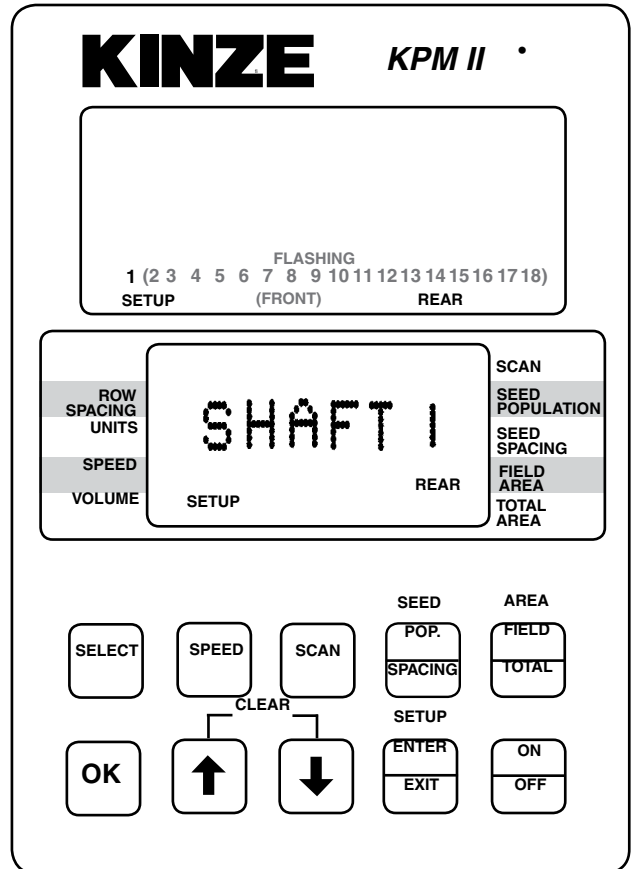 KINZE KPM II
FLASHING
1 (2 3 4 5 6 7 8 9 10 11 12 13 14 15 16 17 18)
SETUP (FRONT) REAR
SCAN
ROW SPACING
SEED POPULATION
UNITS
SEED SPACING
SHAFT 1
SPEED
FIELD AREA
REAR
VOLUME
SETUP
TOTAL AREA
SEED AREA
SELECT SPEED SCAN POP. FIELD
SPACING TOTAL
CLEAR
SETUP
OK ENTER ON
EXIT OFF